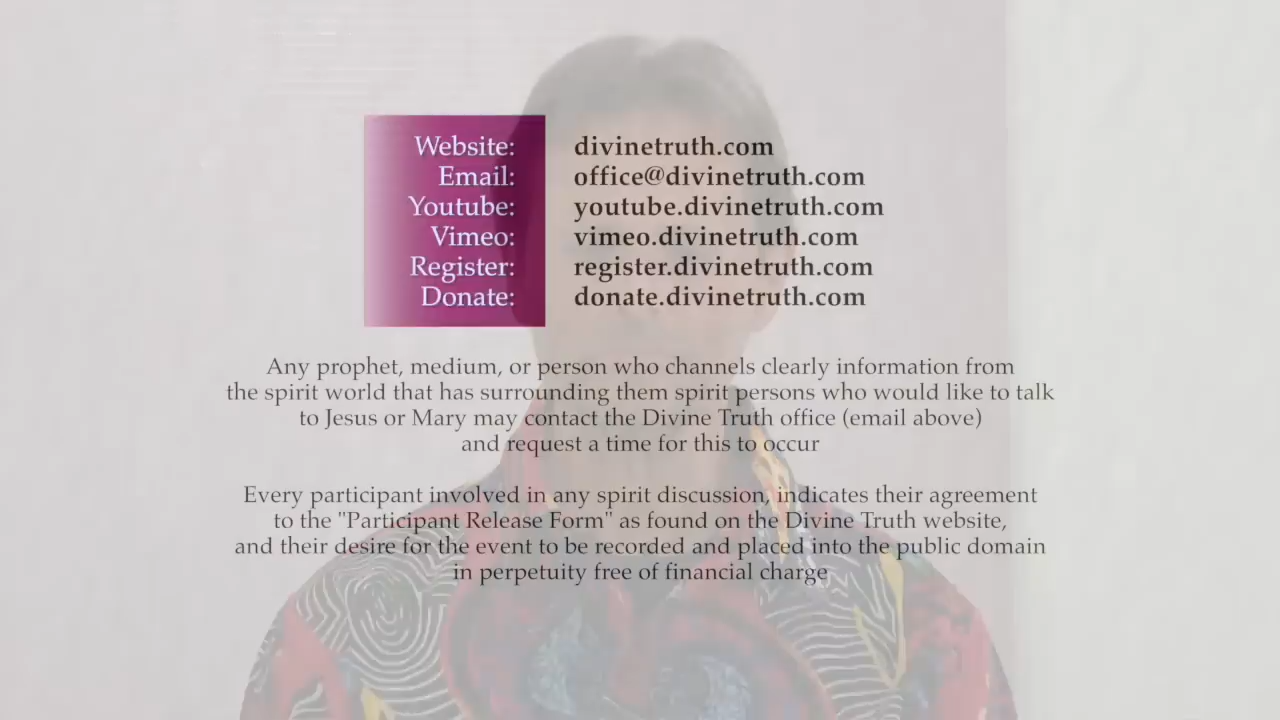 Website: divinetruth.com
Email: office@divinetruth.com
Youtube: youtube.divinetruth.com
Vimeo: vimeo.divinetruth.com
Register: register.divinetruth.com
Donate: donate.divinetruth.com
Any prophet, medium, or person who channels clearly information from
the spirit world that has surrounding them spirit persons who would like to talk
to Jesus or Mary may contact the Divine Truth office (email above)
and request a time for this to occur
Every participant involved in any spirit discussion, indicates their agreement
to the "Participant Release Form" as found on the Divine Truth website,
and their desire for the event to be recorded and placed into the public domain
in perpetuity free of financial charge